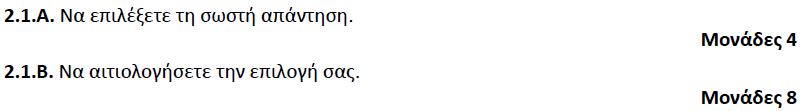 2.1.Α. Να επιλέξετε τη σωστή απάντηση.
Μονάδες 4
2.1.Β. Να αιτιολογήσετε την επιλογή σας.
Μονάδες 8